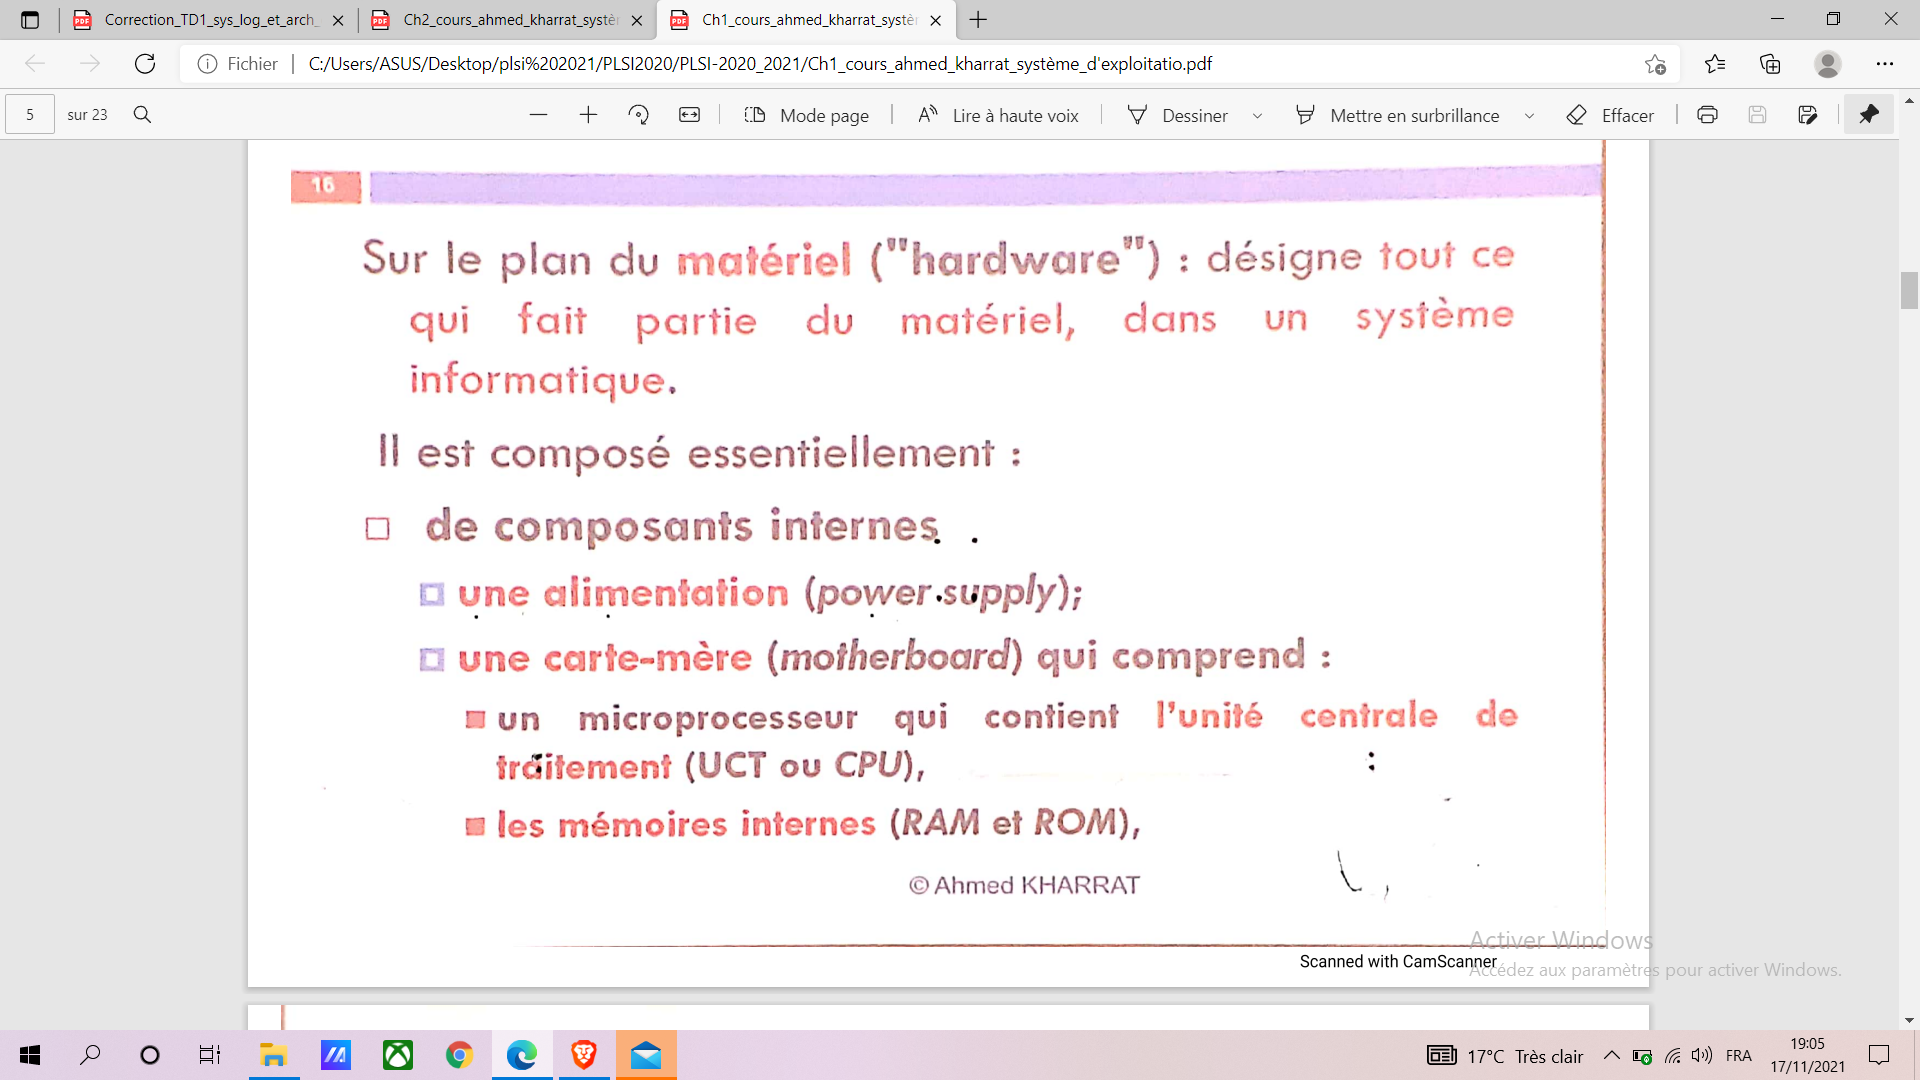 Correction_TD1_sys_log_et_arch_
Ch2_cours_ahmed_kharrat_systè
Ch1_cours_ahmed_kharrat_systèr
Fichier
C:/Users/ASUS/Desktop/plsi%202021/PLSI2020/PLSI-2020_2021/Ch1_cours_ahmed_kharrat_système_d'exploitatio.pdf
5 sur 23
Mode page
Lire à haute voix
Dessiner
Mettre en surbrillance
Effacer
16
Sur le plan du matériel (""hardware"") : désigne tout ce
qui fait partie du matériel, dans un système
informatique.
Il est composé essentiellement :
de composants internes
une alimentation (power supply);
une carte-mère (motherboard) qui comprend :
un microprocesseur qui contient l'unité centrale de
traitement (UCT ou CPU),
les mémoires internes (RAM et ROM),
© Ahmed KHARRAT
Activer Windows
Scanned with CamScanner
Accédez aux paramètres pour activer Windows.
17°C Très clair
FRA
19:05
17/11/2021